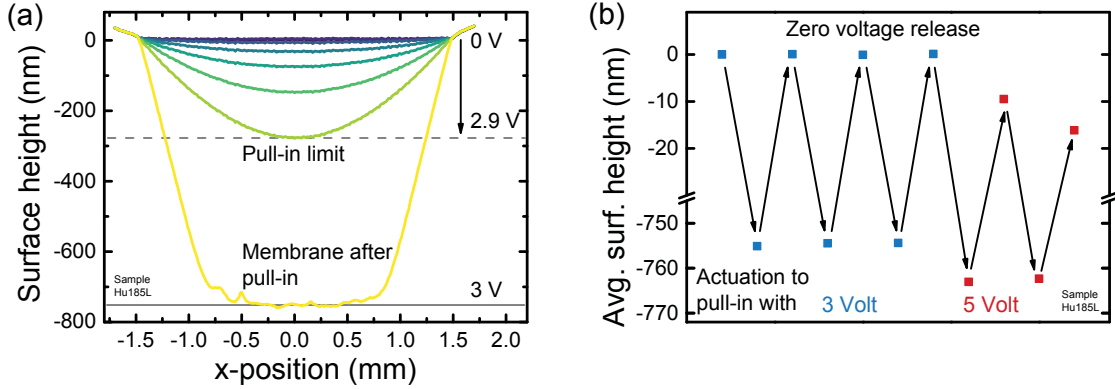 (a)
Surface height (nm)
0
-200
-400
-600
-800
0 V
2.9 V
Pull-in limit
Membrane after
pull-in
Sample
Hu185L
3 V
-1.5 -1.0 -0.5 0.0 0.5 1.0 1.5 2.0
x-position (mm)
(b)
Avg. surf. height (nm)
Zero voltage release
0
-10
-20
-750
-760
-770
Actuation to
pull-in with
3 Volt
5 Volt
Sample
Hu185L